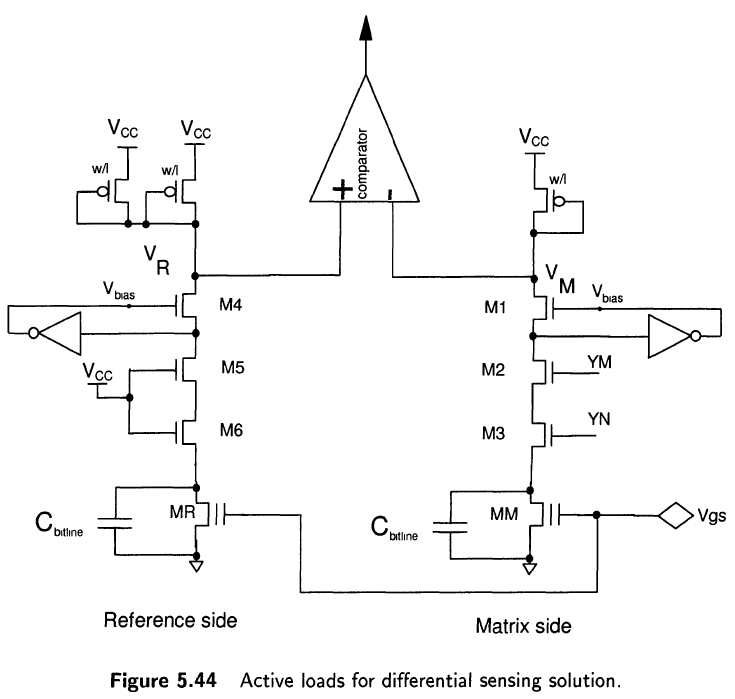 comparator
+
-
V_CC
V_CC
V_CC
w/l
w/l
w/l
V_R
V_M
V_bias
M4
M1
V_bias
V_CC
M5
M2
YM
M6
M3
YN
C_bitline
MR
C_bitline
MM
Vgs
Reference side
Matrix side
Figure 5.44 Active loads for differential sensing solution.